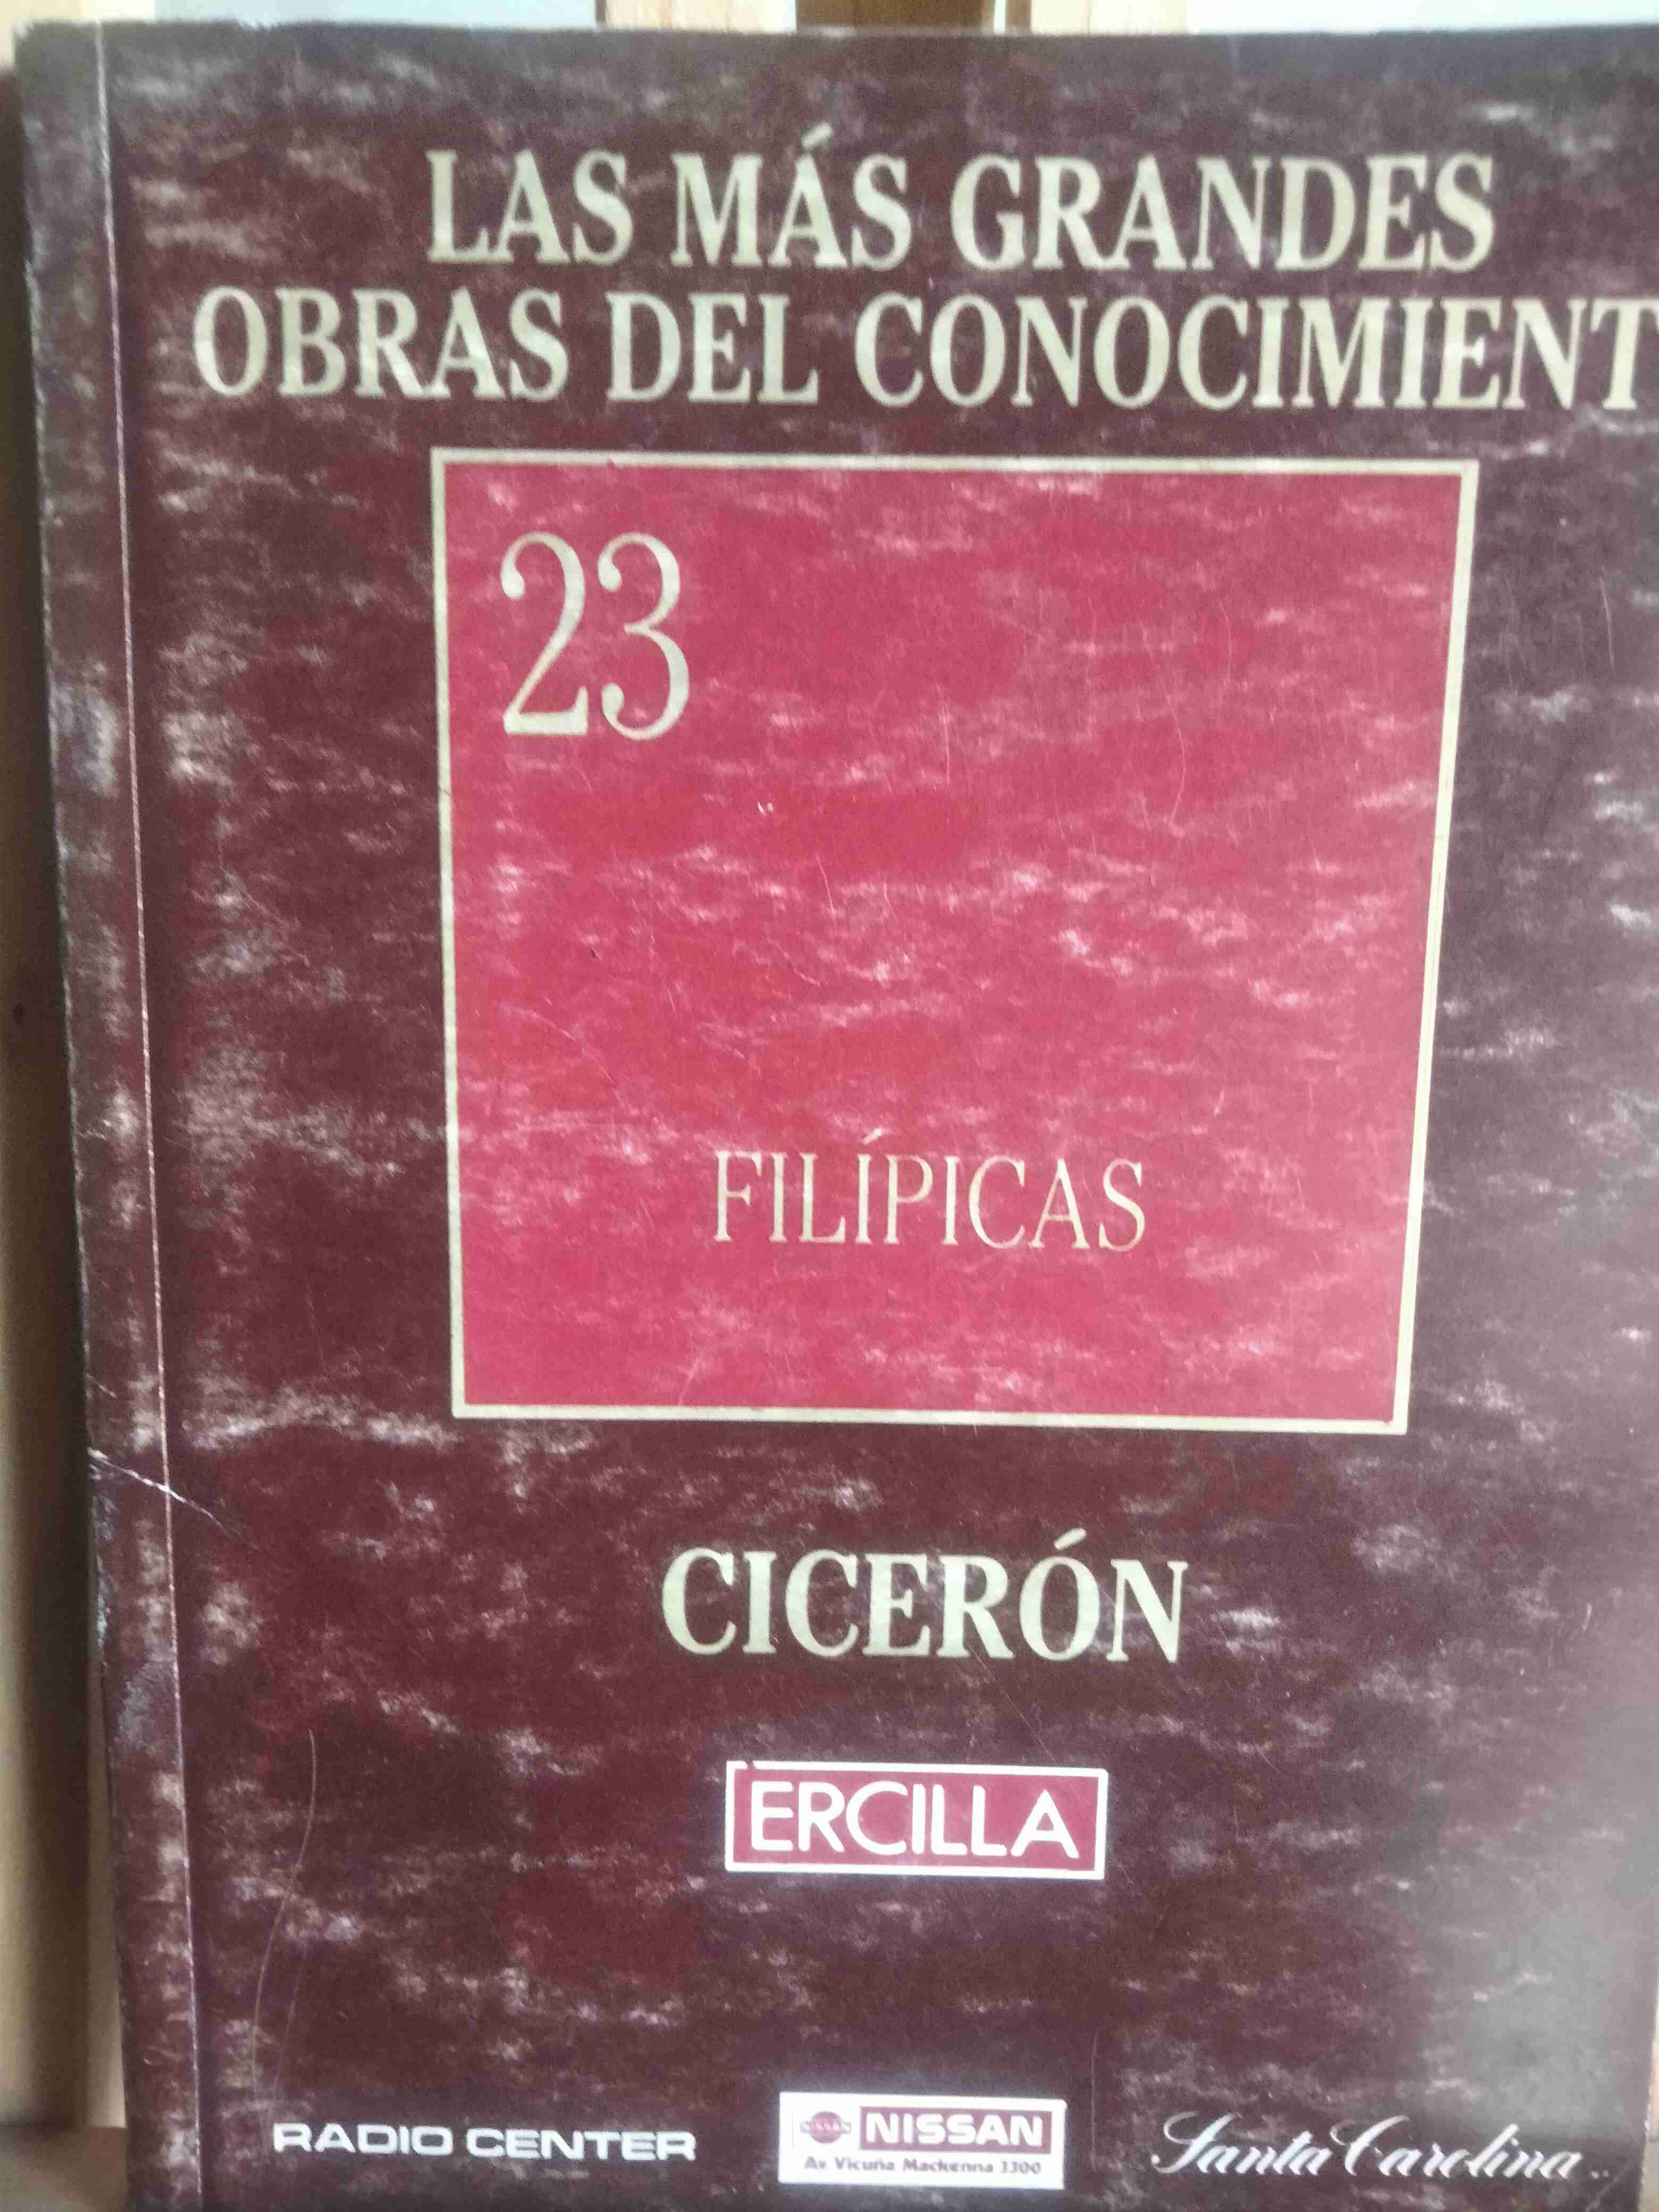 LAS MÁS GRANDES
OBRAS DEL CONOCIMIENT
23
FILÍPICAS
CICERÓN
ERCILLA
RADIO CENTER
NISSAN
NISSAN
Av Vicuña Mackenna 3300
Santa Carolina..